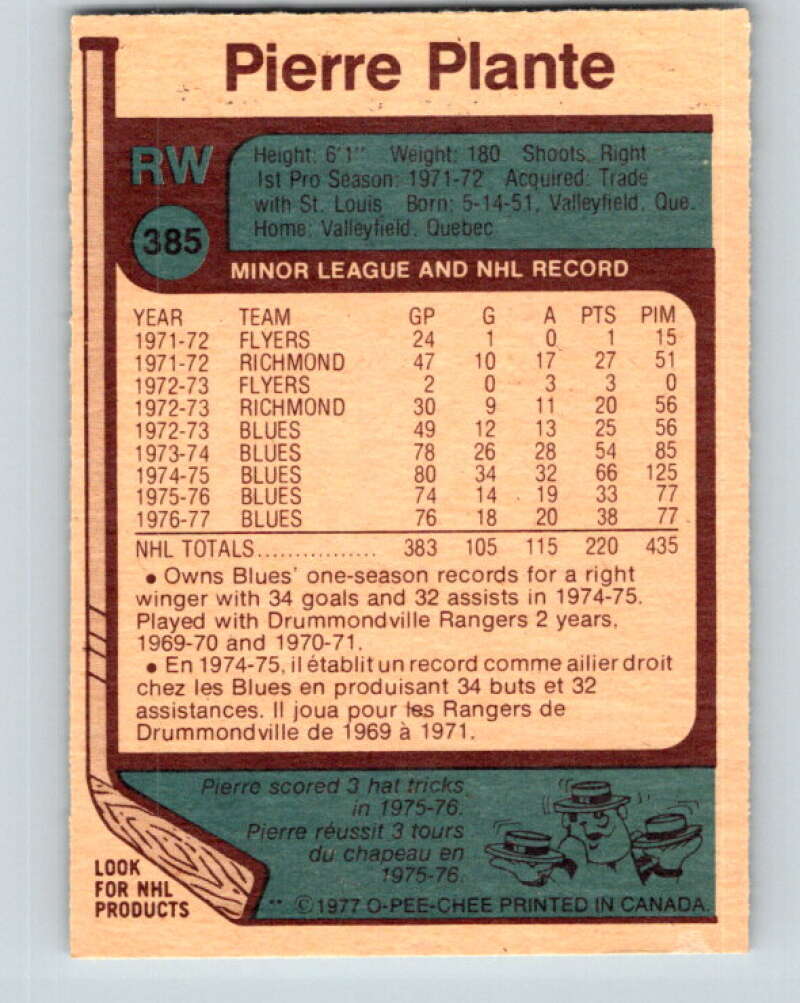 Pierre Plante
RW
385
Height: 6'1" Weight: 180 Shoots: Right
1st Pro Season: 1971-72 Acquired: Trade
with St. Louis Born: 5-14-51, Valleyfield, Que.
Home: Valleyfield, Quebec
MINOR LEAGUE AND NHL RECORD
YEAR TEAM GP G A PTS PIM
1971-72 FLYERS 24 1 0 1 15
1971-72 RICHMOND 47 10 17 27 51
1972-73 FLYERS 2 0 3 3 0
1972-73 RICHMOND 30 9 11 20 56
1972-73 BLUES 49 12 13 25 56
1973-74 BLUES 78 26 28 54 85
1974-75 BLUES 80 34 32 66 125
1975-76 BLUES 74 14 19 33 77
1976-77 BLUES 76 18 20 38 77
NHL TOTALS................ 383 105 115 220 435
• Owns Blues' one-season records for a right
winger with 34 goals and 32 assists in 1974-75.
Played with Drummondville Rangers 2 years,
1969-70 and 1970-71.
• En 1974-75, il établit un record comme ailier droit
chez les Blues en produisant 34 buts et 32
assistances. Il joua pour les Rangers de
Drummondville de 1969 à 1971.
Pierre scored 3 hat tricks
in 1975-76.
Pierre réussit 3 tours
du chapeau en
1975-76.
LOOK
FOR NHL
PRODUCTS
** ©1977 O-PEE-CHEE PRINTED IN CANADA.